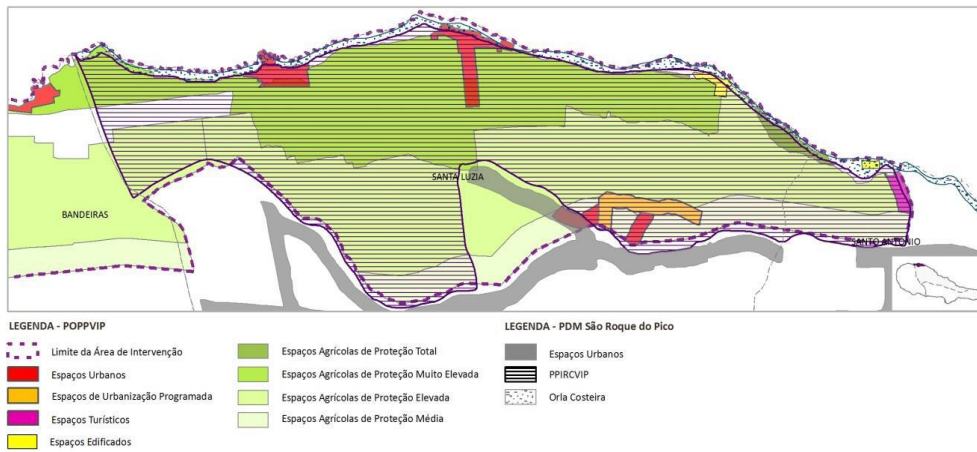 SANTA LUZIA
BANDEIRAS
SANTO ANTÓNIO
LEGENDA - POPPVIP
Limite da Área de Intervenção
Espaços Urbanos
Espaços de Urbanização Programada
Espaços Turísticos
Espaços Edificados
Espaços Agrícolas de Proteção Total
Espaços Agrícolas de Proteção Muito Elevada
Espaços Agrícolas de Proteção Elevada
Espaços Agrícolas de Proteção Média
LEGENDA - PDM São Roque do Pico
Espaços Urbanos
PPIRCVIP
Orla Costeira